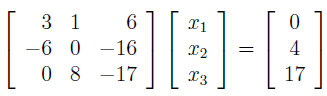 3 1 6 x₁ 0
-6 0 -16 x₂ = 4
0 8 -17 x₃ 17